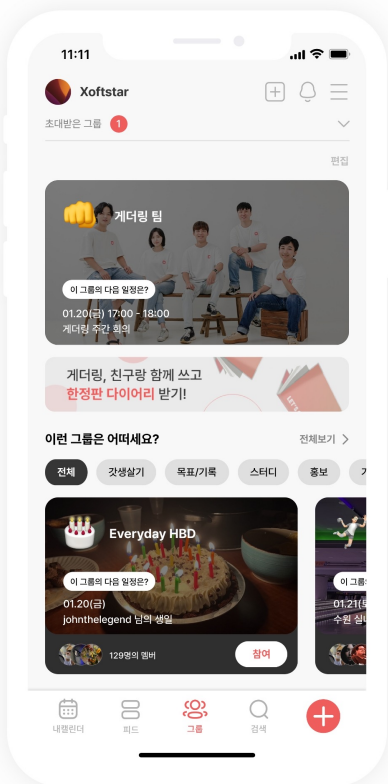 11:11
Xoftstar
초대받은 그룹 1
편집
게더링 팀
이 그룹의 다음 일정은?
01.20(금) 17:00 - 18:00
게더링 주간 회의
게더링, 친구랑 함께 쓰고
한정판 다이어리 받기!
이런 그룹은 어떠세요?
전체보기
전체 갓생살기 목표/기록 스터디 홍보
Everyday HBD
이 그룹의 다음 일정은?
01.20(금)
johnthelegend 님의 생일
129명의 멤버
참여
이 그룹
01.21(토
수원 실
내캘린더 피드 그룹 검색